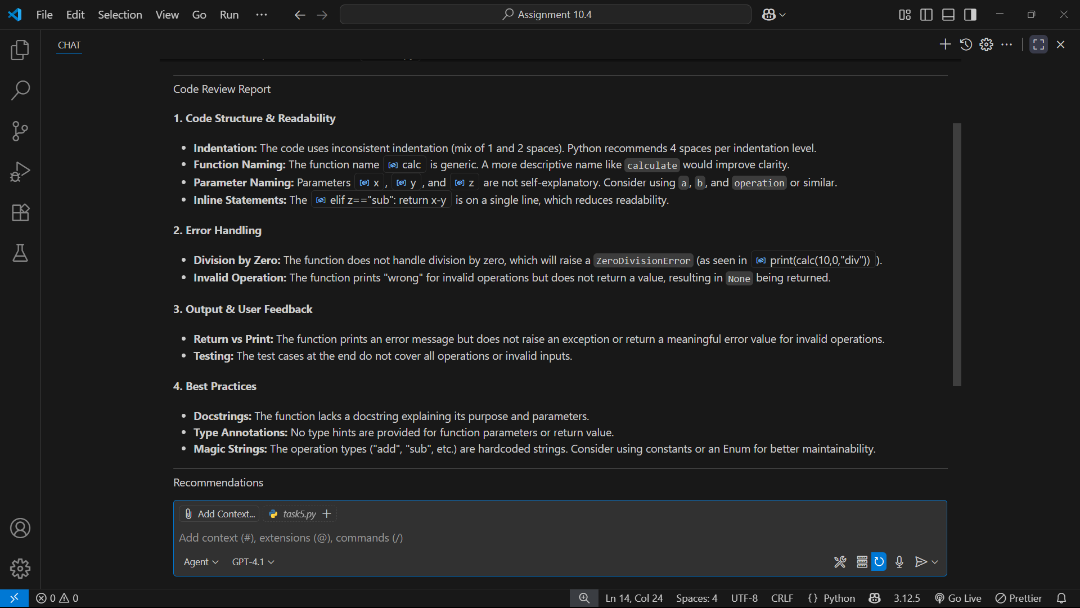 File Edit Selection View Go Run ··· Assignment 10.4
CHAT
Code Review Report
1. Code Structure & Readability
• Indentation: The code uses inconsistent indentation (mix of 1 and 2 spaces). Python recommends 4 spaces per indentation level.
• Function Naming: The function name calc is generic. A more descriptive name like calculate would improve clarity.
• Parameter Naming: Parameters x , y , and z are not self-explanatory. Consider using a, b, and operation or similar.
• Inline Statements: The elif z=="sub": return x-y is on a single line, which reduces readability.
2. Error Handling
• Division by Zero: The function does not handle division by zero, which will raise a ZeroDivisionError (as seen in print(calc(10,0,"div")) ).
• Invalid Operation: The function prints "wrong" for invalid operations but does not return a value, resulting in None being returned.
3. Output & User Feedback
• Return vs Print: The function prints an error message but does not raise an exception or return a meaningful error value for invalid operations.
• Testing: The test cases at the end do not cover all operations or invalid inputs.
4. Best Practices
• Docstrings: The function lacks a docstring explaining its purpose and parameters.
• Type Annotations: No type hints are provided for function parameters or return value.
• Magic Strings: The operation types ("add", "sub", etc.) are hardcoded strings. Consider using constants or an Enum for better maintainability.
Recommendations
Add Context... task5.py +
Add context (#), extensions (@), commands (/)
Agent GPT-4.1
0 0 Ln 14, Col 24 Spaces: 4 UTF-8 CRLF {} Python 3.12.5 Go Live Prettier